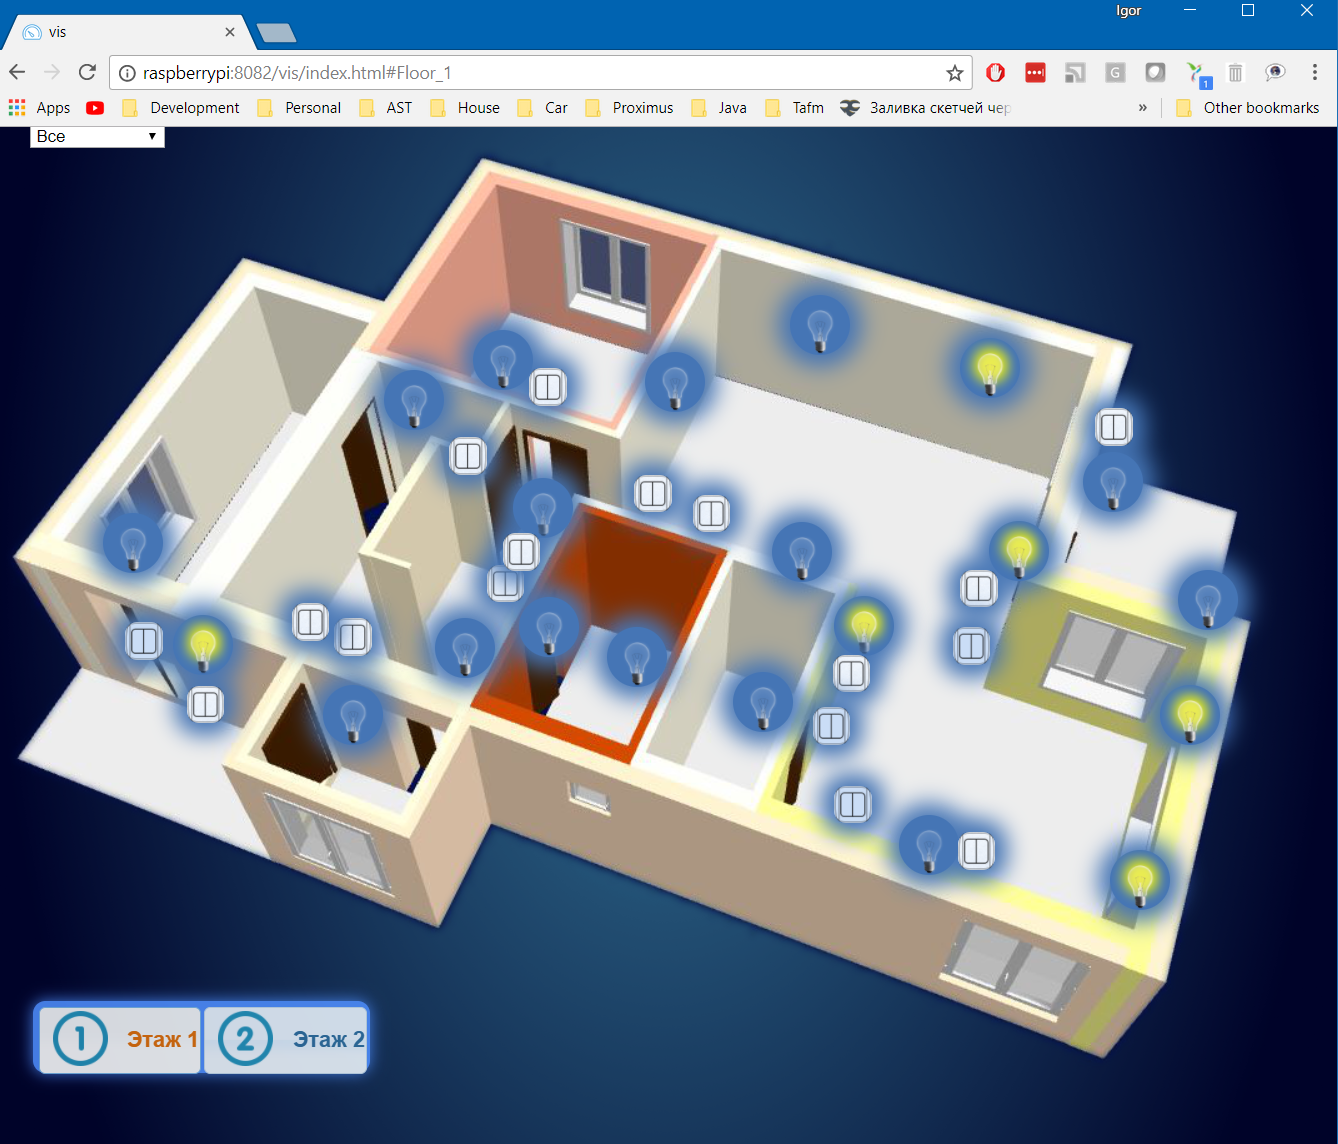 Igor
vis
raspberrypi:8082/vis/index.html#Floor_1
G
1
Apps Development Personal AST House Car Proximus Java Tafm Заливка скетчей чер » Other bookmarks
Все
1 Этаж 1 2 Этаж 2